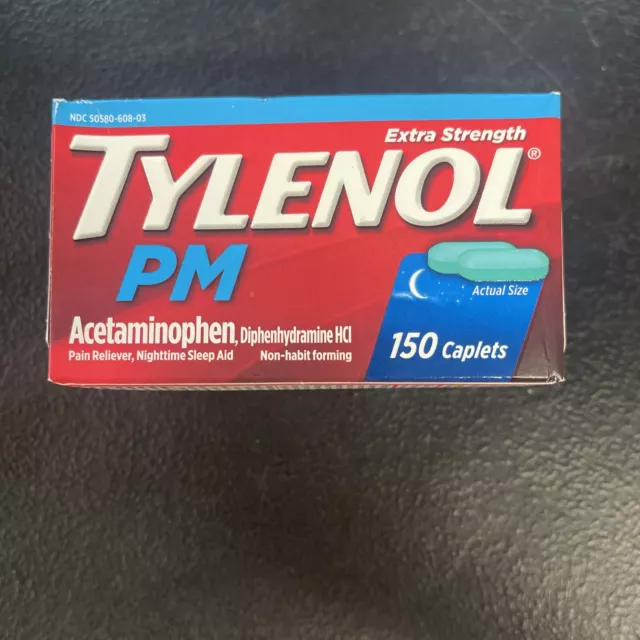 NDC 50580-608-03
Extra Strength
TYLENOL®
PM
Actual Size
Acetaminophen, Diphenhydramine HCl
150 Caplets
Pain Reliever, Nighttime Sleep Aid Non-habit forming